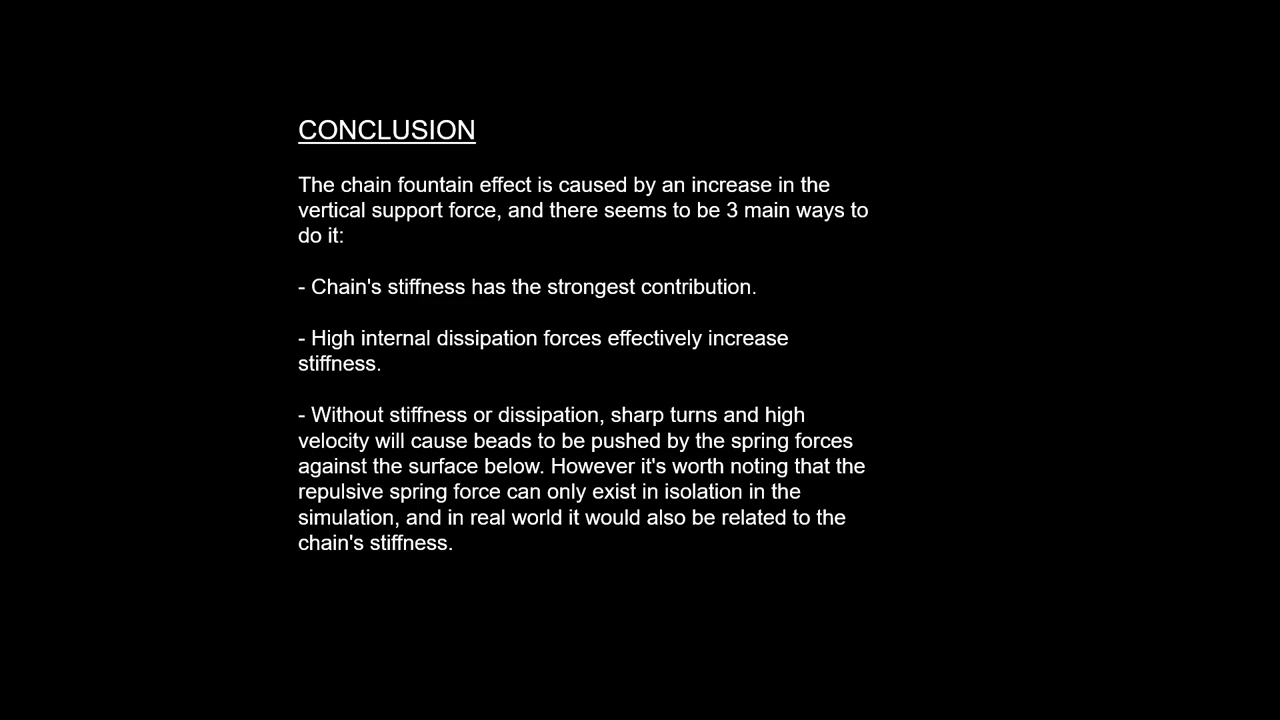 CONCLUSION
The chain fountain effect is caused by an increase in the
vertical support force, and there seems to be 3 main ways to
do it:
- Chain's stiffness has the strongest contribution.
- High internal dissipation forces effectively increase
stiffness.
- Without stiffness or dissipation, sharp turns and high
velocity will cause beads to be pushed by the spring forces
against the surface below. However it's worth noting that the
repulsive spring force can only exist in isolation in the
simulation, and in real world it would also be related to the
chain's stiffness.